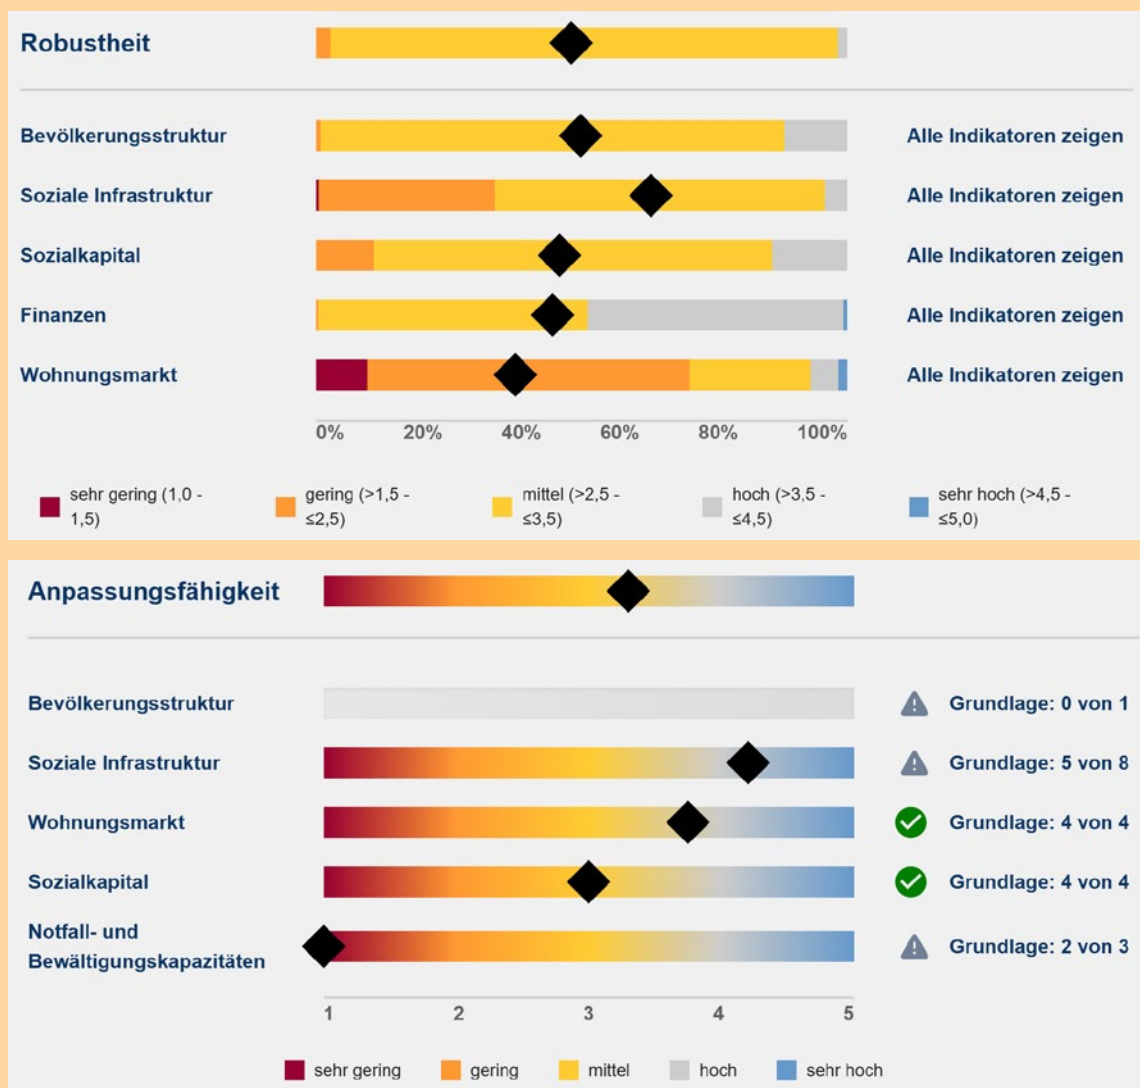 Robustheit
Bevölkerungsstruktur
Alle Indikatoren zeigen
Soziale Infrastruktur
Alle Indikatoren zeigen
Sozialkapital
Alle Indikatoren zeigen
Finanzen
Alle Indikatoren zeigen
Wohnungsmarkt
Alle Indikatoren zeigen
0% 20% 40% 60% 80% 100%
sehr gering (1,0 -
1,5)
gering (>1,5 -
≤2,5)
mittel (>2,5 -
≤3,5)
hoch (>3,5 -
≤4,5)
sehr hoch (>4,5 -
≤5,0)
Anpassungsfähigkeit
Bevölkerungsstruktur
Grundlage: 0 von 1
Soziale Infrastruktur
Grundlage: 5 von 8
Wohnungsmarkt
Grundlage: 4 von 4
Sozialkapital
Grundlage: 4 von 4
Notfall- und
Bewältigungskapazitäten
Grundlage: 2 von 3
1 2 3 4 5
sehr gering gering mittel hoch sehr hoch